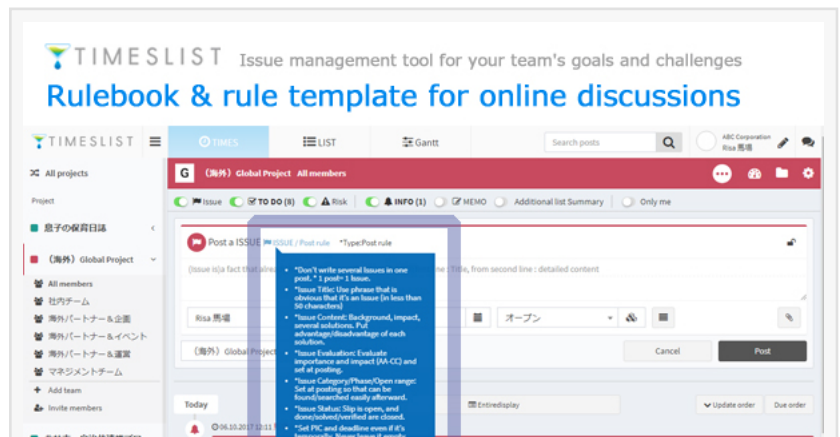 TIMESLIST Issue management tool for your team's goals and challenges
Rulebook & rule template for online discussions
TIMESLIST
TIMES
LIST
Gantt
Search posts
ABC Corporation
Risa 馬場
All projects
G (海外) Global Project All members
Project
Issue TO DO (8) Risk INFO (1) MEMO Additional list Summary Only me
息子の保育日誌
Post a ISSUE ISSUE / Post rule *Type:Post rule
(海外) Global Project
(Issue is)a fact that alrea
ne : Title, from second line : detailed content
*Don't write several Issues in one
post. * 1 post= 1 Issue.
*Issue Title: Use phrase that is
obvious that it's an Issue (in less than
50 characters)
*Issue Content: Background, impact,
several solutions. Put
advantage/disadvantage of each
solution.
*Issue Evaluation: Evaluate
importance and impact (AA-CC) and
set at posting.
*Issue Category/Phase/Open range:
Set at posting so that can be
found/searched easily afterward.
*Issue Status: Slip is open, and
done/solved/verified are closed.
*Set PIC and deadline even if it's
temporally. Never leave it empty
All members
社内チーム
海外パートナー&企画
海外パートナー&イベント
海外パートナー&運営
マネジメントチーム
Add team
Invite members
Risa 馬場
オープン
(海外) Global Project
Cancel
Post
Today
Entiredisplay
Update order
Due order
06.10.2017 12:11